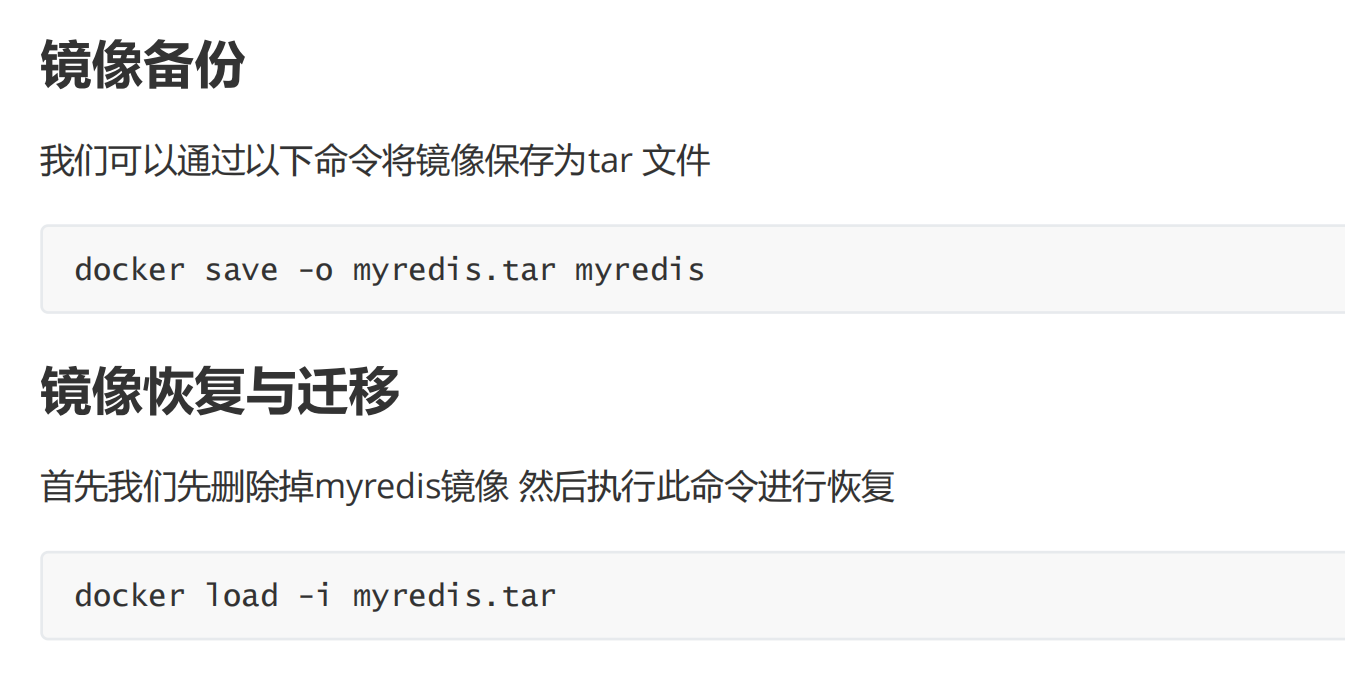 镜像备份
我们可以通过以下命令将镜像保存为tar 文件
docker save -o myredis.tar myredis
镜像恢复与迁移
首先我们先删除掉myredis镜像 然后执行此命令进行恢复
docker load -i myredis.tar